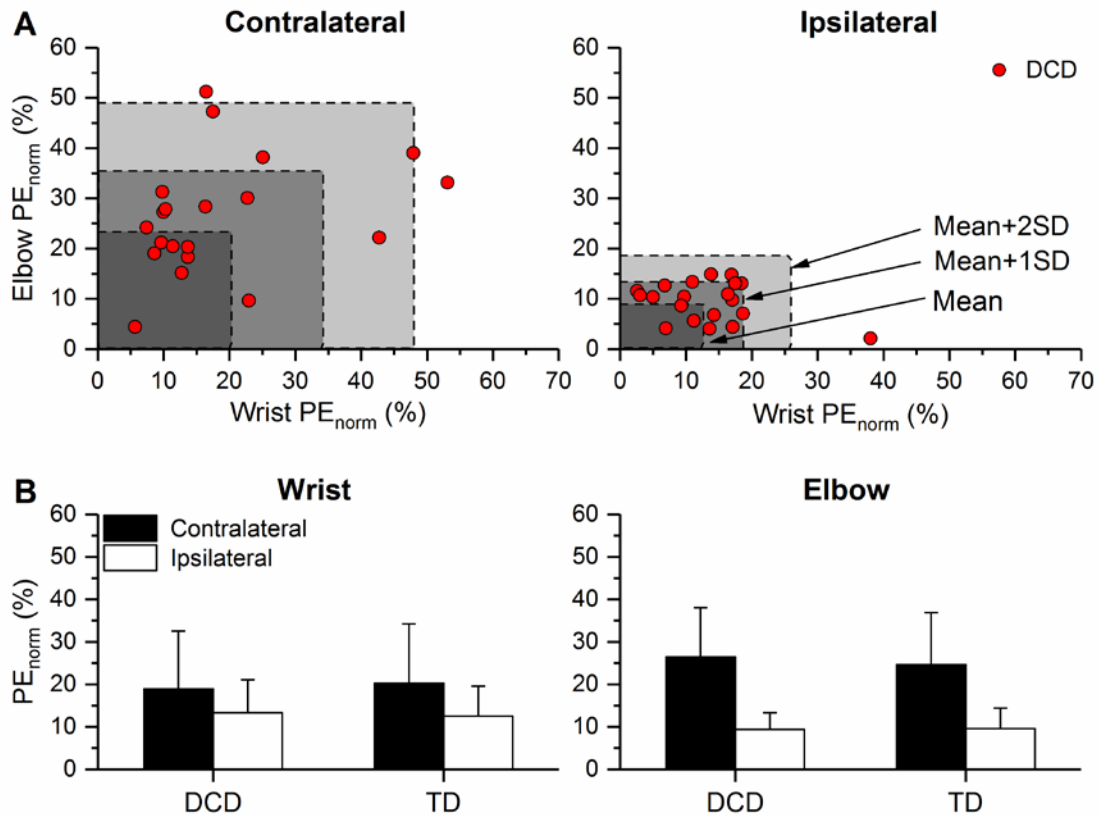 A
Contralateral
Ipsilateral
60
50
40
30
20
10
0
Elbow PEnorm (%)
0 10 20 30 40 50 60 70
Wrist PEnorm (%)
60
50
40
30
20
10
0
DCD
Mean+2SD
Mean+1SD
Mean
0 10 20 30 40 50 60 70
Wrist PEnorm (%)
B
Wrist
Elbow
60
50
40
30
20
10
0
PEnorm (%)
Contralateral
Ipsilateral
DCD TD
60
50
40
30
20
10
0
DCD TD